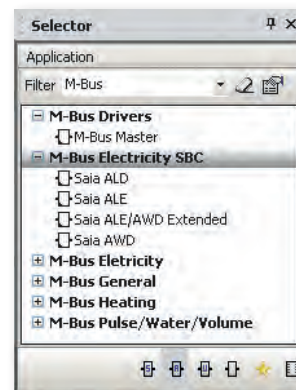 Selector
Application
Filter M-Bus
M-Bus Drivers
M-Bus Master
M-Bus Electricity SBC
Saia ALD
Saia ALE
Saia ALE/AWD Extended
Saia AWD
M-Bus Eletricity
M-Bus General
M-Bus Heating
M-Bus Pulse/Water/Volume